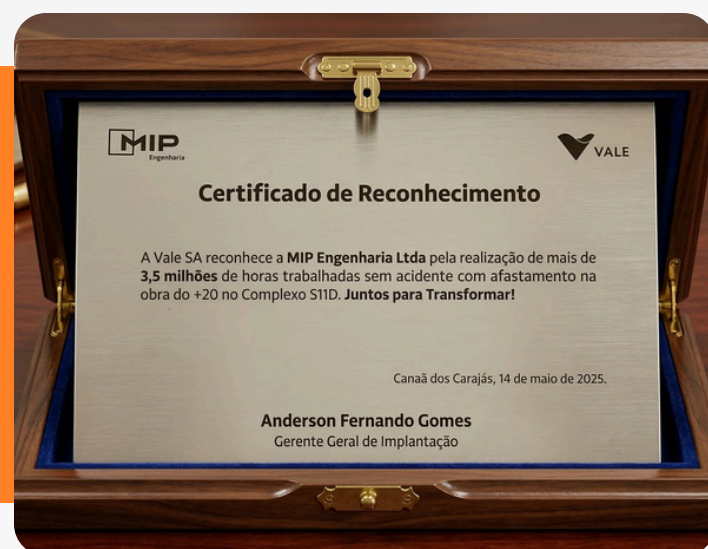 MIP
Engenharia
VALE
Certificado de Reconhecimento
A Vale SA reconhece a MIP Engenharia Ltda pela realização de mais de
3,5 milhões de horas trabalhadas sem acidente com afastamento na
obra do +20 no Complexo S11D. Juntos para Transformar!
Canaã dos Carajás, 14 de maio de 2025.
Anderson Fernando Gomes
Gerente Geral de Implantação